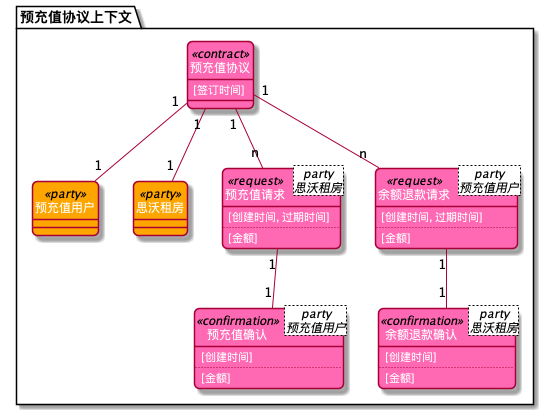 预充值协议上下文
«contract»
预充值协议
[签订时间]
1
1
1
1
1
1
n
n
«party»
预充值用户
«party»
思沃租房
party
思沃租房
«request»
预充值请求
[创建时间, 过期时间]
[金额]
party
预充值用户
«request»
余额退款请求
[创建时间, 过期时间]
[金额]
1
1
1
1
party
预充值用户
«confirmation»
预充值确认
[创建时间]
[金额]
party
思沃租房
«confirmation»
余额退款确认
[创建时间]
[金额]